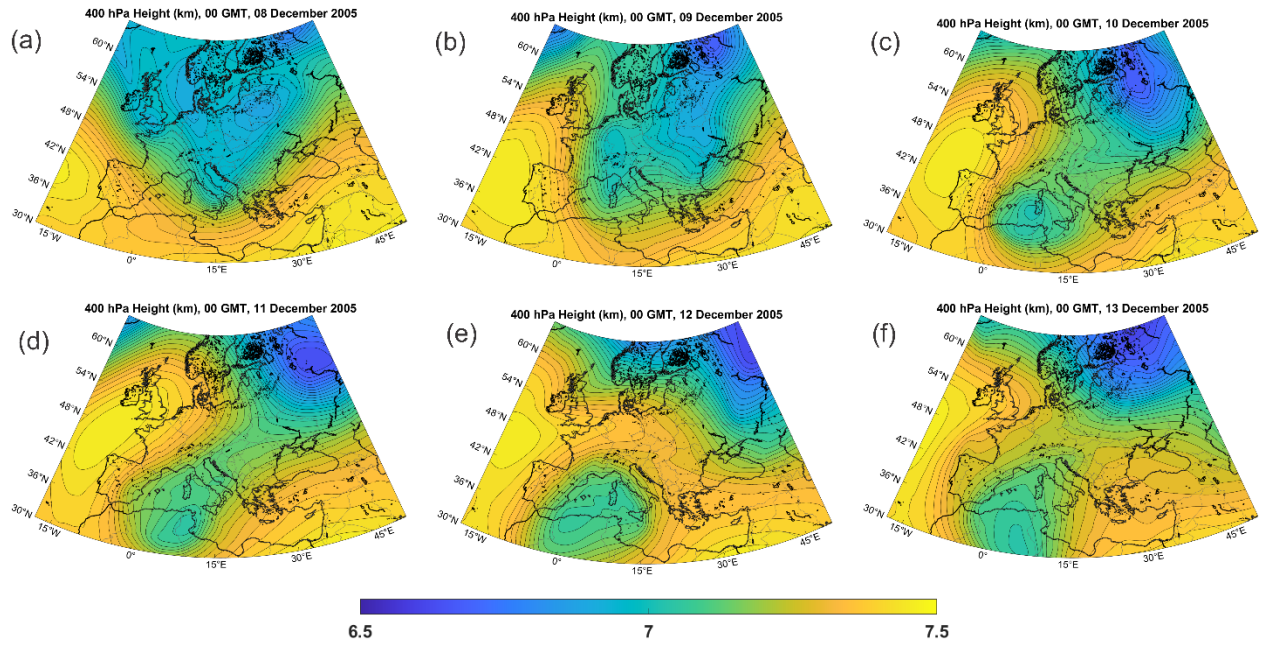 400 hPa Height (km), 00 GMT, 08 December 2005
(a)
60°N
54°N
48°N
42°N
36°N
30°N
15°W
0°
15°E
30°E
45°E
400 hPa Height (km), 00 GMT, 09 December 2005
(b)
60°N
54°N
48°N
42°N
36°N
30°N
15°W
0°
15°E
30°E
45°E
400 hPa Height (km), 00 GMT, 10 December 2005
(c)
60°N
54°N
48°N
42°N
36°N
30°N
15°W
0°
15°E
30°E
45°E
400 hPa Height (km), 00 GMT, 11 December 2005
(d)
60°N
54°N
48°N
42°N
36°N
30°N
15°W
0°
15°E
30°E
45°E
400 hPa Height (km), 00 GMT, 12 December 2005
(e)
60°N
54°N
48°N
42°N
36°N
30°N
15°W
0°
15°E
30°E
45°E
400 hPa Height (km), 00 GMT, 13 December 2005
(f)
60°N
54°N
48°N
42°N
36°N
30°N
15°W
0°
15°E
30°E
45°E
6.5 7 7.5